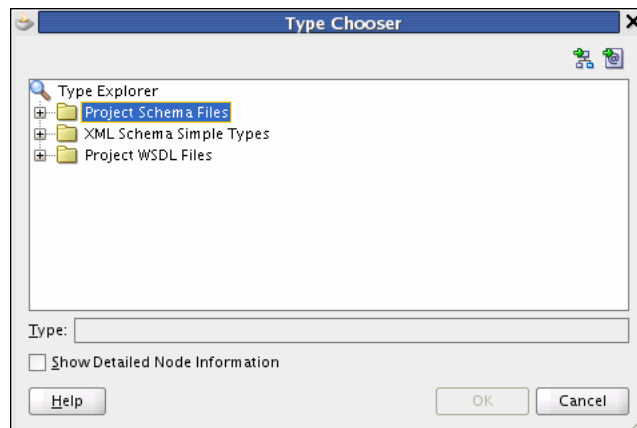 Type Chooser
Type Explorer
Project Schema Files
XML Schema Simple Types
Project WSDL Files
Type:
Show Detailed Node Information
Help OK Cancel